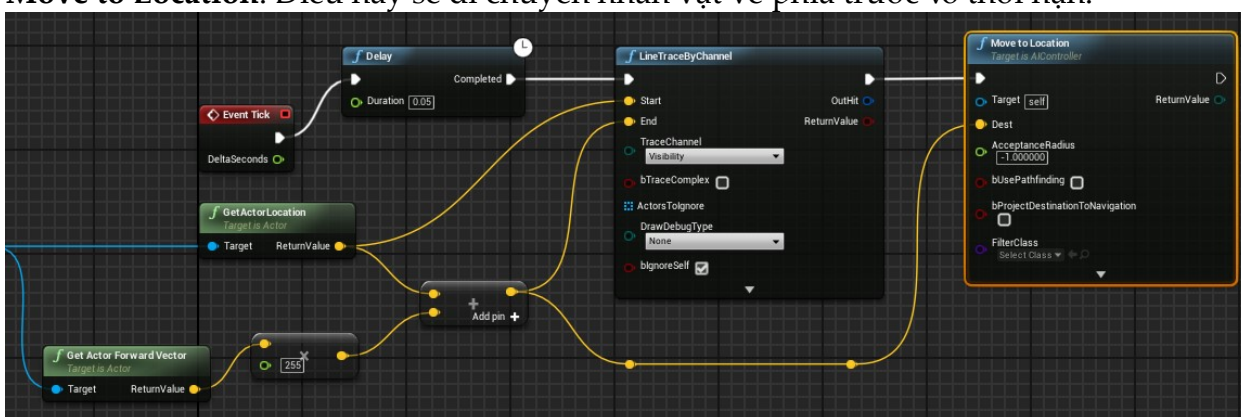 Move to Location. Điều này sẽ di chuyển nhân vật về phía trước vô thời hạn.
Delay
Completed
Duration 0.05
Event Tick
DeltaSeconds
GetActorLocation
Target is Actor
Target ReturnValue
Get Actor Forward Vector
Target is Actor
Target ReturnValue
255 ×
+
Add pin +
LineTraceByChannel
Start OutHit
End ReturnValue
TraceChannel
Visibility
bTraceComplex
ActorsToIgnore
DrawDebugType
None
bIgnoreSelf
Move to Location
Target is AIController
Target self ReturnValue
Dest
AcceptanceRadius
-1.000000
bUsePathfinding
bProjectDestinationToNavigation
FilterClass
Select Class